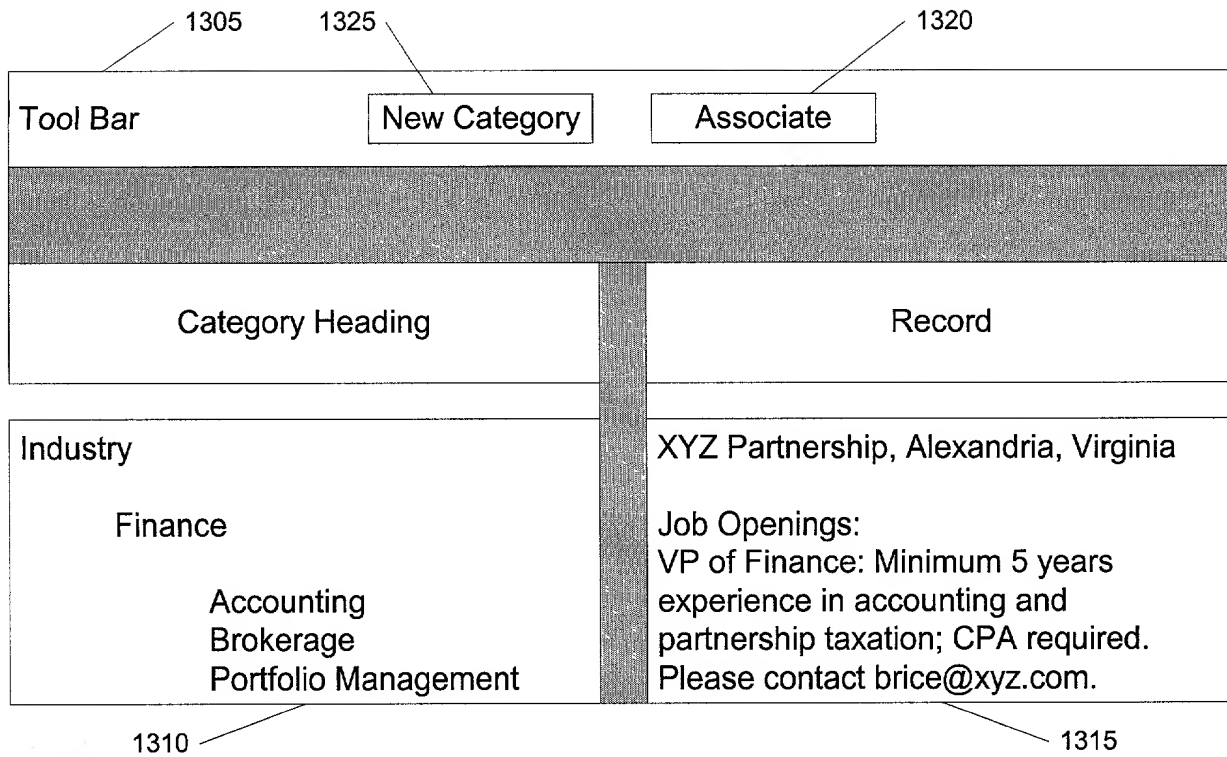 1305 1325 1320
Tool Bar New Category Associate
Category Heading Record
Industry
Finance
Accounting
Brokerage
Portfolio Management
XYZ Partnership, Alexandria, Virginia
Job Openings:
VP of Finance: Minimum 5 years
experience in accounting and
partnership taxation; CPA required.
Please contact brice@xyz.com.
1310 1315